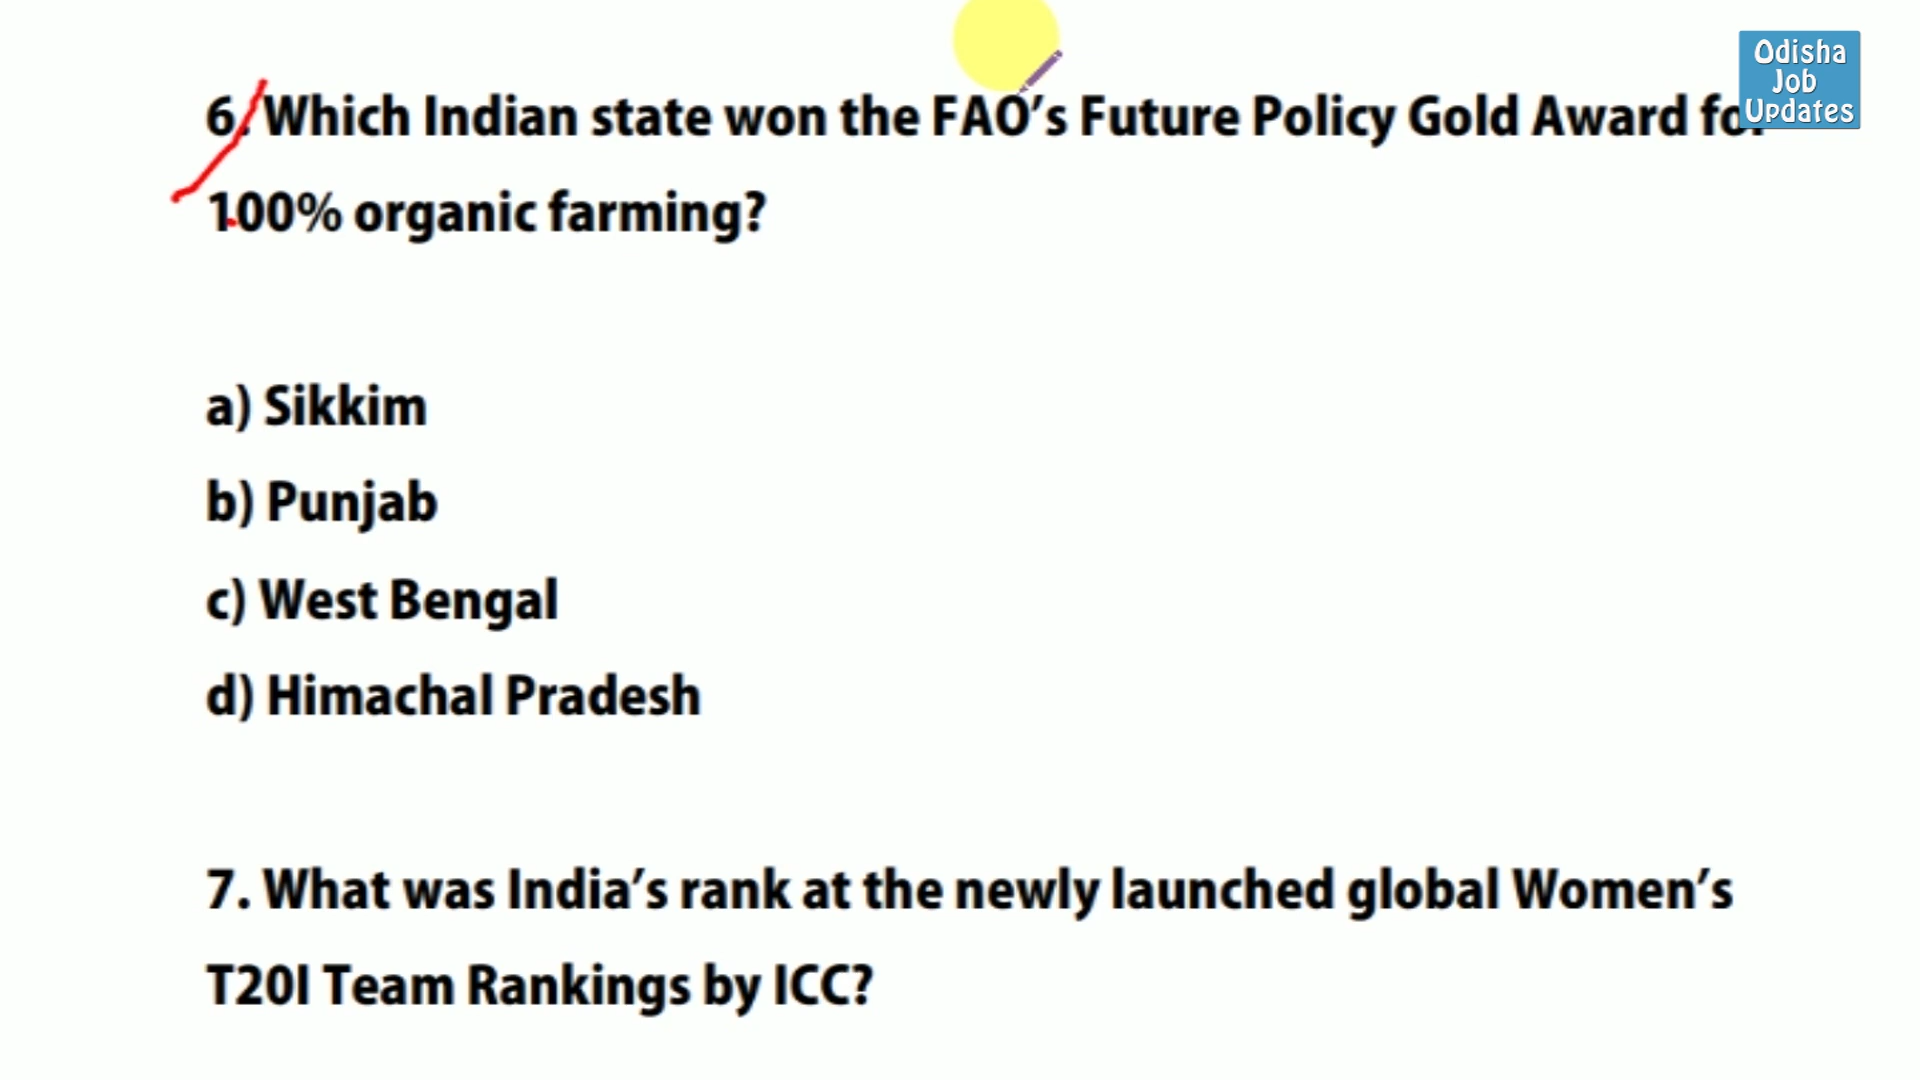 Odisha
Job
Updates
6. Which Indian state won the FAO’s Future Policy Gold Award for
100% organic farming?
a) Sikkim
b) Punjab
c) West Bengal
d) Himachal Pradesh
7. What was India’s rank at the newly launched global Women’s
T20I Team Rankings by ICC?